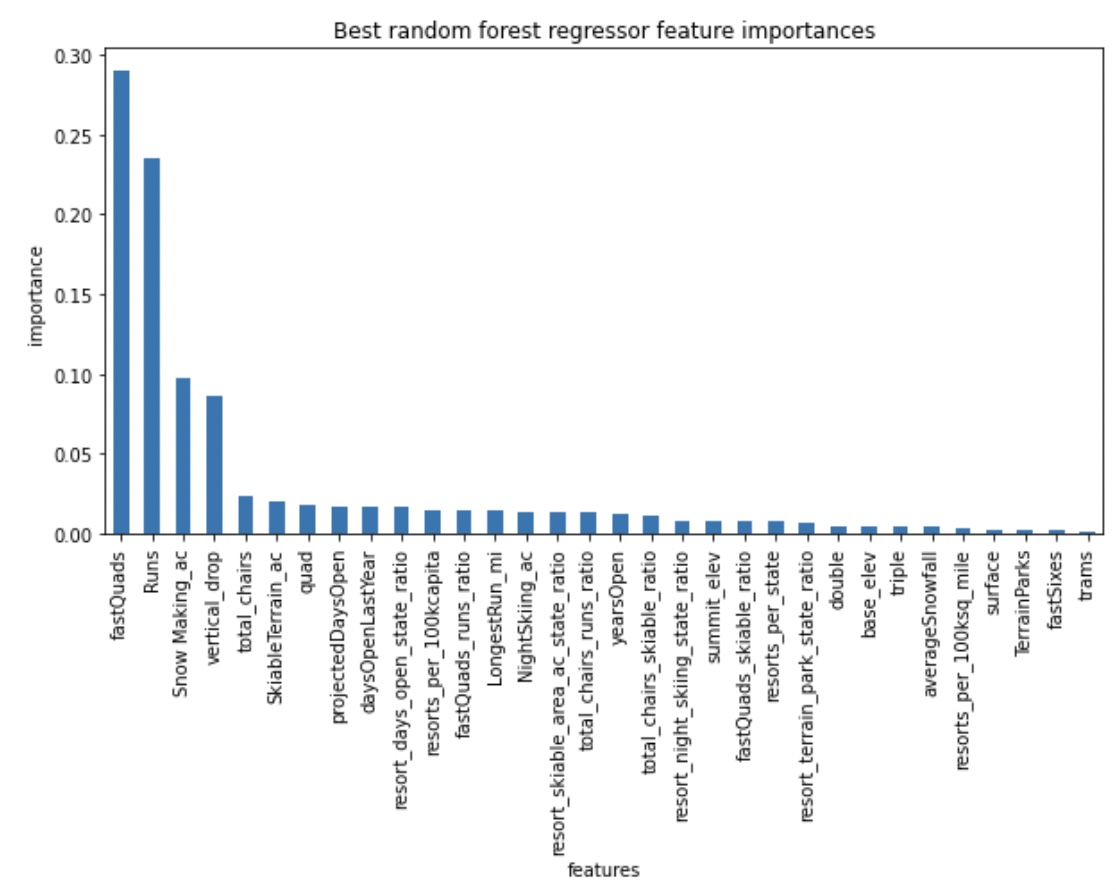 Best random forest regressor feature importances
importance
0.30
0.25
0.20
0.15
0.10
0.05
0.00
fastQuads
Runs
Snow Making_ac
vertical_drop
total_chairs
SkiableTerrain_ac
quad
projectedDaysOpen
daysOpenLastYear
resort_days_open_state_ratio
resorts_per_100kcapita
fastQuads_runs_ratio
LongestRun_mi
NightSkiing_ac
resort_skiable_area_ac_state_ratio
total_chairs_runs_ratio
yearsOpen
total_chairs_skiable_ratio
resort_night_skiing_state_ratio
summit_elev
fastQuads_skiable_ratio
resorts_per_state
resort_terrain_park_state_ratio
double
base_elev
triple
averageSnowfall
resorts_per_100ksq_mile
surface
TerrainParks
fastSixes
trams
features